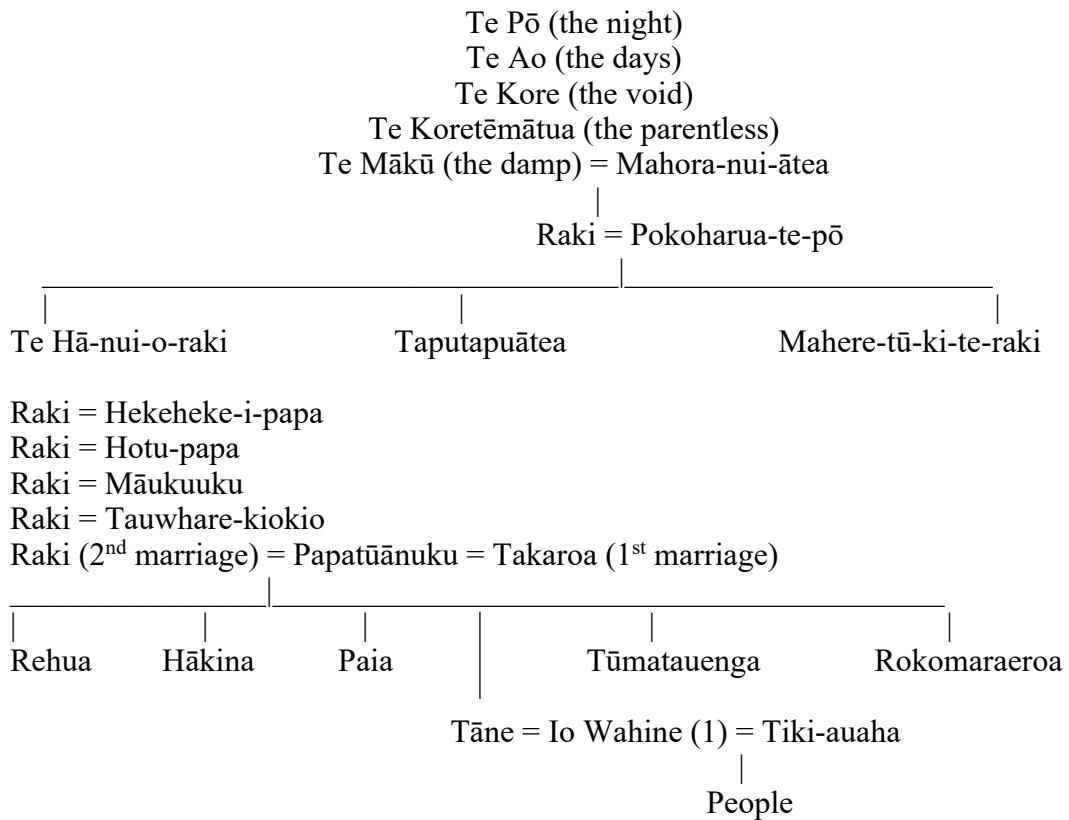 Te Pō (the night)
Te Ao (the days)
Te Kore (the void)
Te Koretēmātua (the parentless)
Te Mākū (the damp) = Mahora-nui-ātea
Raki = Pokoharua-te-pō
Te Hā-nui-o-raki Taputapuātea Mahere-tū-ki-te-raki
Raki = Hekeheke-i-papa
Raki = Hotu-papa
Raki = Māukuuku
Raki = Tauwhare-kiokio
Raki (2nd marriage) = Papatūānuku = Takaroa (1st marriage)
Rehua Hākina Paia Tūmatauenga Rokomaraeroa
Tāne = Io Wahine (1) = Tiki-auaha
People